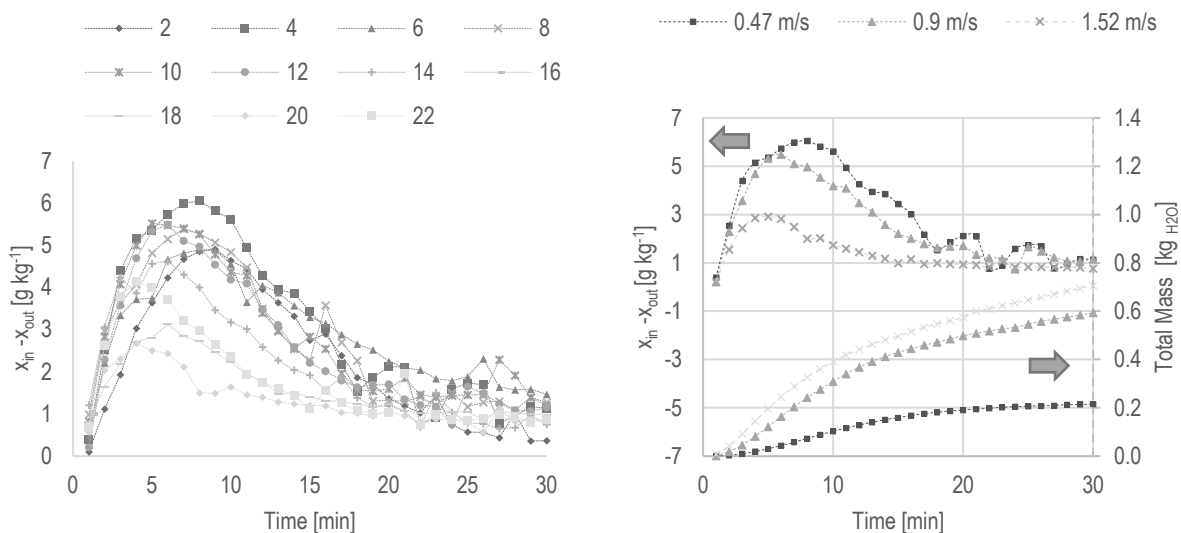 2 4 6 8
10 12 14 16
18 20 22
7
6
5
4
3
2
1
0
x_in -x_out [g kg⁻¹]
0 5 10 15 20 25 30
Time [min]
0.47 m/s 0.9 m/s 1.52 m/s
7
5
3
1
-1
-3
-5
-7
x_in -x_out [g kg⁻¹]
1.4
1.2
1.0
0.8
0.6
0.4
0.2
0.0
Total Mass [kg H2O]
0 10 20 30
Time [min]